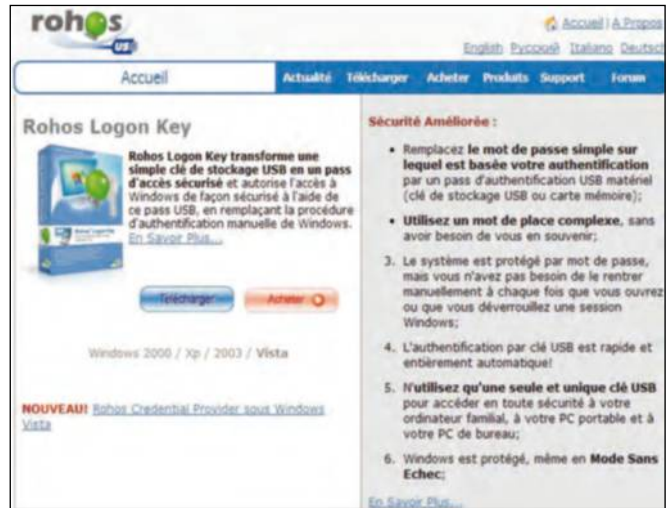 rohos
Accueil | A Propos
English Русский Italiano Deutsch
Accueil
Actualité Télécharger Acheter Produits Support Forum
Rohos Logon Key
Rohos Logon Key transforme une
simple clé de stockage USB en un pass
d'accès sécurisé et autorise l'accès à
Windows de façon sécurisé à l'aide de
ce pass USB, en remplaçant la procédure
d'authentification manuelle de Windows.
En Savoir Plus...
Télécharger
Acheter
Windows 2000 / Xp / 2003 / Vista
NOUVEAU! Rohos Credential Provider sous Windows
Vista
Sécurité Améliorée :
• Remplacez le mot de passe simple sur
lequel est basée votre authentification
par un pass d'authentification USB matériel
(clé de stockage USB ou carte mémoire);
• Utilisez un mot de place complexe, sans
avoir besoin de vous en souvenir;
3. Le système est protégé par mot de passe,
mais vous n'avez pas besoin de le rentrer
manuellement à chaque fois que vous ouvrez
ou que vous déverrouillez une session
Windows;
4. L'authentification par clé USB est rapide et
entièrement automatique!
5. N'utilisez qu'une seule et unique clé USB
pour accéder en toute sécurité à votre
ordinateur familial, à votre PC portable et à
votre PC de bureau;
6. Windows est protégé, même en Mode Sans
Echec;
En Savoir Plus...